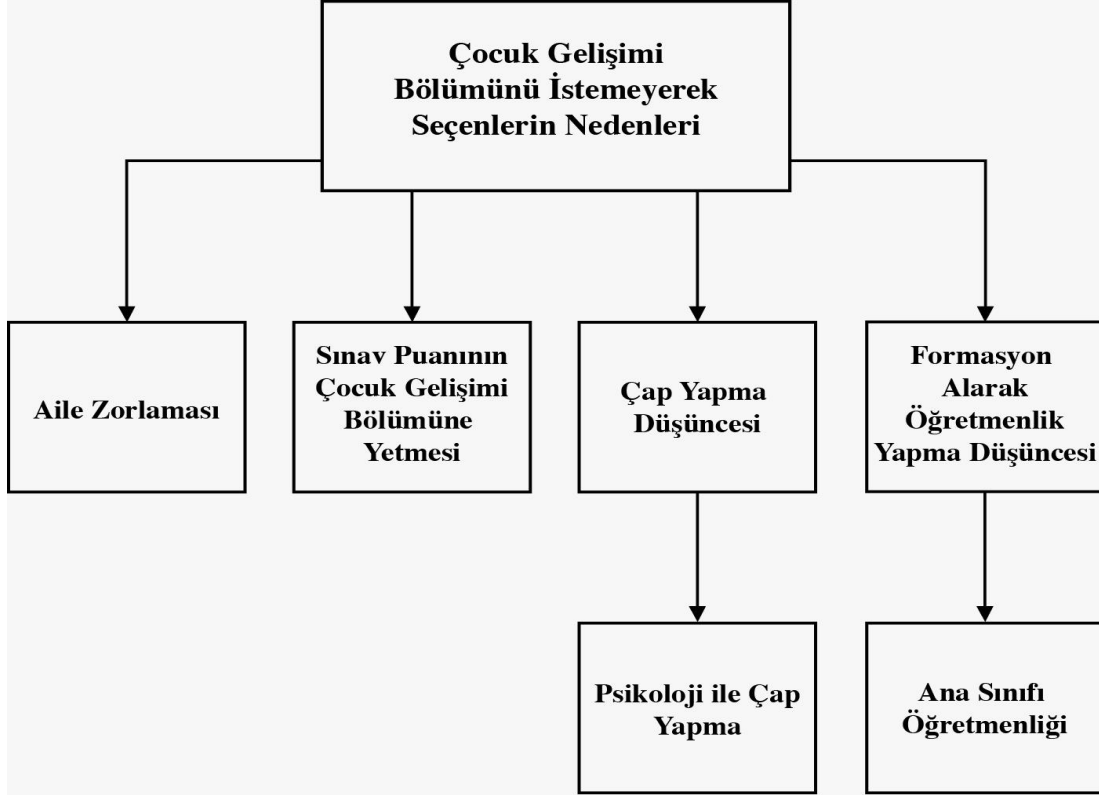 Çocuk Gelişimi
Bölümünü İstemeyerek
Seçenlerin Nedenleri
Aile Zorlaması
Sınav Puanının
Çocuk Gelişimi
Bölümüne
Yetmesi
Çap Yapma
Düşüncesi
Formasyon
Alarak
Öğretmenlik
Yapma Düşüncesi
Psikoloji ile Çap
Yapma
Ana Sınıfı
Öğretmenliği